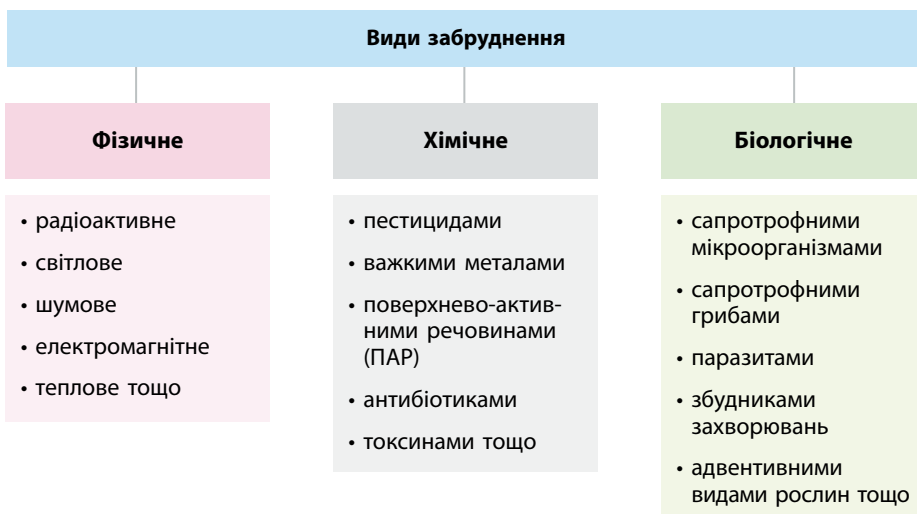 Види забруднення
Фізичне
• радіоактивне
• світлове
• шумове
• електромагнітне
• теплове тощо
Хімічне
• пестицидами
• важкими металами
• поверхнево-актив-
ними речовинами
(ПАР)
• антибіотиками
• токсинами тощо
Біологічне
• сапротрофними
мікроорганізмами
• сапротрофними
грибами
• паразитами
• збудниками
захворювань
• адвентивними
видами рослин тощо